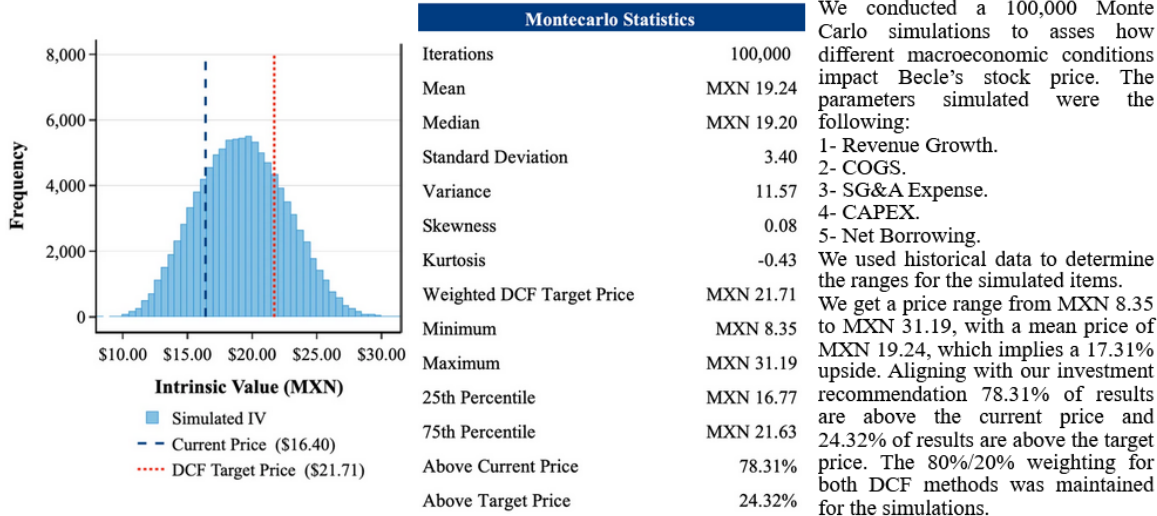 8,000
6,000
4,000
2,000
0
Frequency
$10.00 $15.00 $20.00 $25.00 $30.00
Intrinsic Value (MXN)
Simulated IV
Current Price ($16.40)
DCF Target Price ($21.71)
Montecarlo Statistics
Iterations 100,000
Mean MXN 19.24
Median MXN 19.20
Standard Deviation 3.40
Variance 11.57
Skewness 0.08
Kurtosis -0.43
Weighted DCF Target Price MXN 21.71
Minimum MXN 8.35
Maximum MXN 31.19
25th Percentile MXN 16.77
75th Percentile MXN 21.63
Above Current Price 78.31%
Above Target Price 24.32%
We conducted a 100,000 Monte
Carlo simulations to asses how
different macroeconomic conditions
impact Becle’s stock price. The
parameters simulated were the
following:
1- Revenue Growth.
2- COGS.
3- SG&A Expense.
4- CAPEX.
5- Net Borrowing.
We used historical data to determine
the ranges for the simulated items.
We get a price range from MXN 8.35
to MXN 31.19, with a mean price of
MXN 19.24, which implies a 17.31%
upside. Aligning with our investment
recommendation 78.31% of results
are above the current price and
24.32% of results are above the target
price. The 80%/20% weighting for
both DCF methods was maintained
for the simulations.